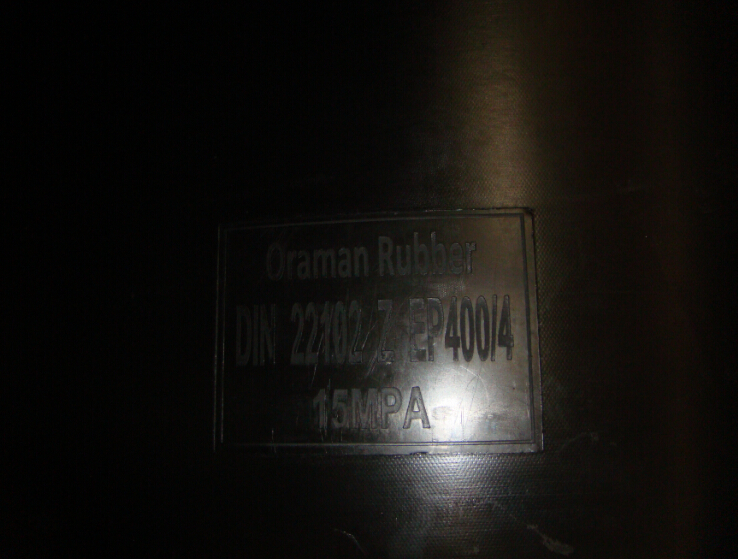 Oraman Rubber
DIN 22102-Z EP400/4
15MPA